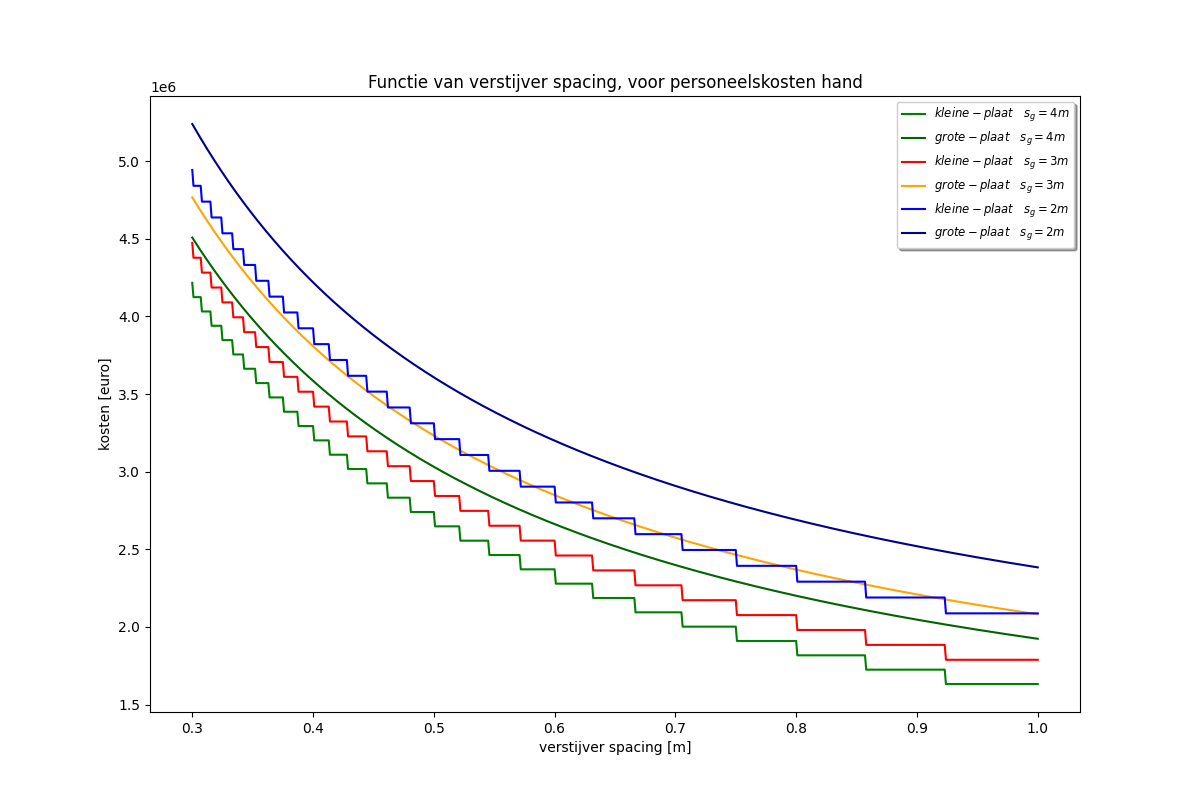 Functie van verstijver spacing, voor personeelskosten hand
1e6
kleine − plaat s_g = 4m
grote − plaat s_g = 4m
kleine − plaat s_g = 3m
grote − plaat s_g = 3m
kleine − plaat s_g = 2m
grote − plaat s_g = 2m
5.0
4.5
4.0
3.5
3.0
2.5
2.0
1.5
kosten [euro]
0.3 0.4 0.5 0.6 0.7 0.8 0.9 1.0
verstijver spacing [m]